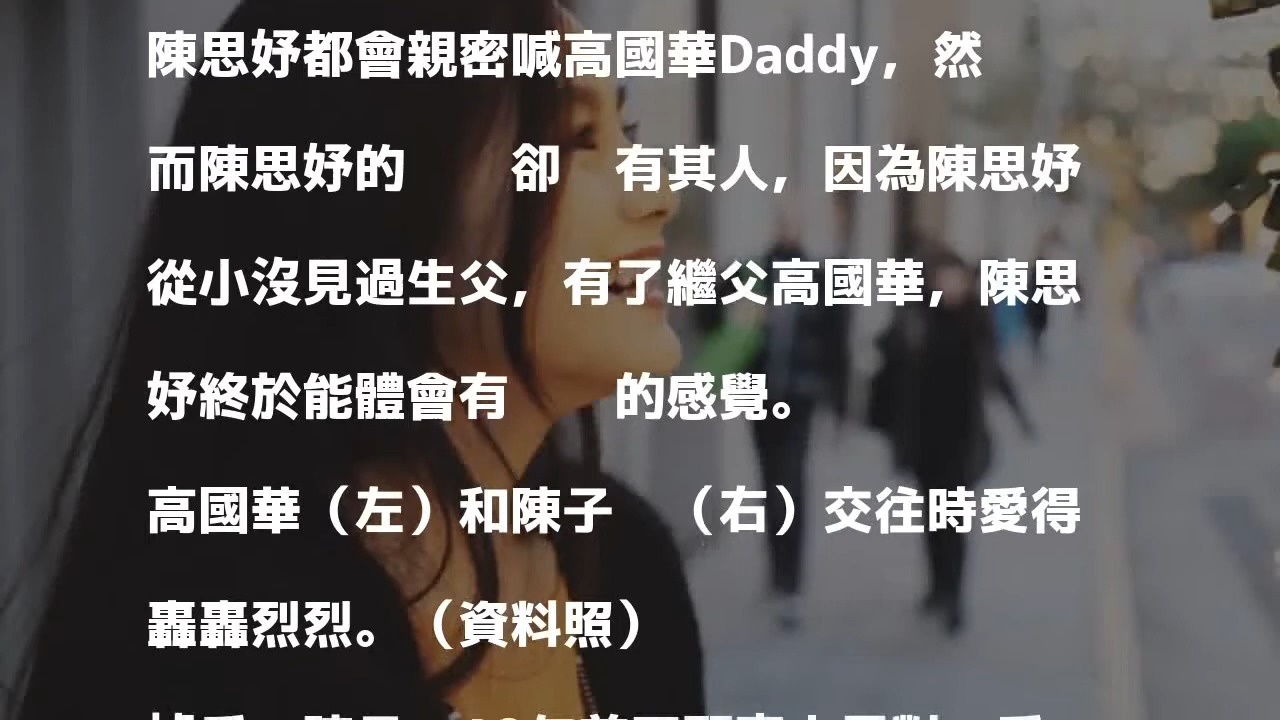 陳思妤都會親密喊高國華Daddy，然
而陳思妤的　　卻　有其人，因為陳思妤
從小沒見過生父，有了繼父高國華，陳思
妤終於能體會有　　的感覺。
高國華（左）和陳子　（右）交往時愛得
轟轟烈烈。（資料照）